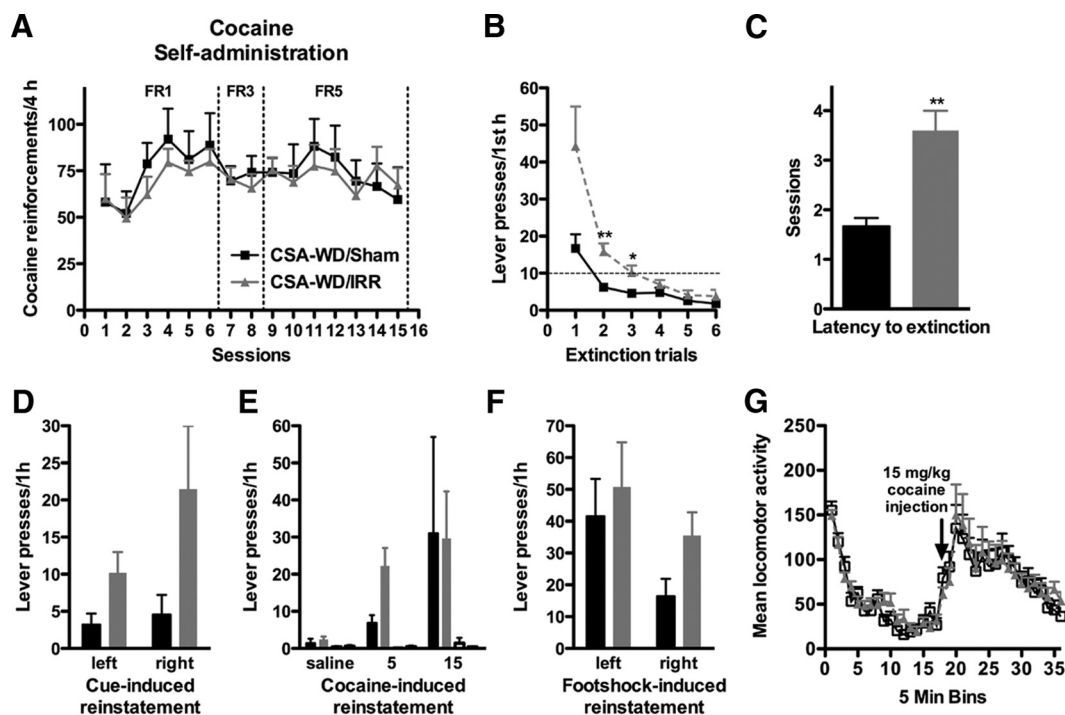 A
Cocaine
Self-administration
FR1
FR3
FR5
Cocaine reinforcements/4 h
100
75
50
25
0
CSA-WD/Sham
CSA-WD/IRR
0 1 2 3 4 5 6 7 8 9 10 11 12 13 14 15 16
Sessions
B
Lever presses/1st h
60
50
40
30
20
10
0
**
*
0 1 2 3 4 5 6
Extinction trials
C
Sessions
4
2
0
**
Latency to extinction
D
Lever presses/1h
30
25
20
15
10
5
0
left right
Cue-induced
reinstatement
E
Lever presses/1h
60
50
40
30
20
10
0
saline 5 15
Cocaine-induced
reinstatement
F
Lever presses/1h
70
60
50
40
30
20
10
0
left right
Footshock-induced
reinstatement
G
Mean locomotor activity
250
200
150
100
50
0
15 mg/kg
cocaine
injection
0 5 10 15 20 25 30 35
5 Min Bins